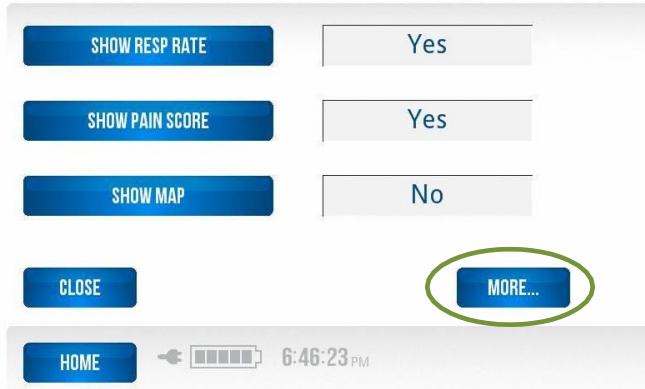 SHOW RESP RATE Yes
SHOW PAIN SCORE Yes
SHOW MAP No
CLOSE MORE...
HOME 6:46:23 PM